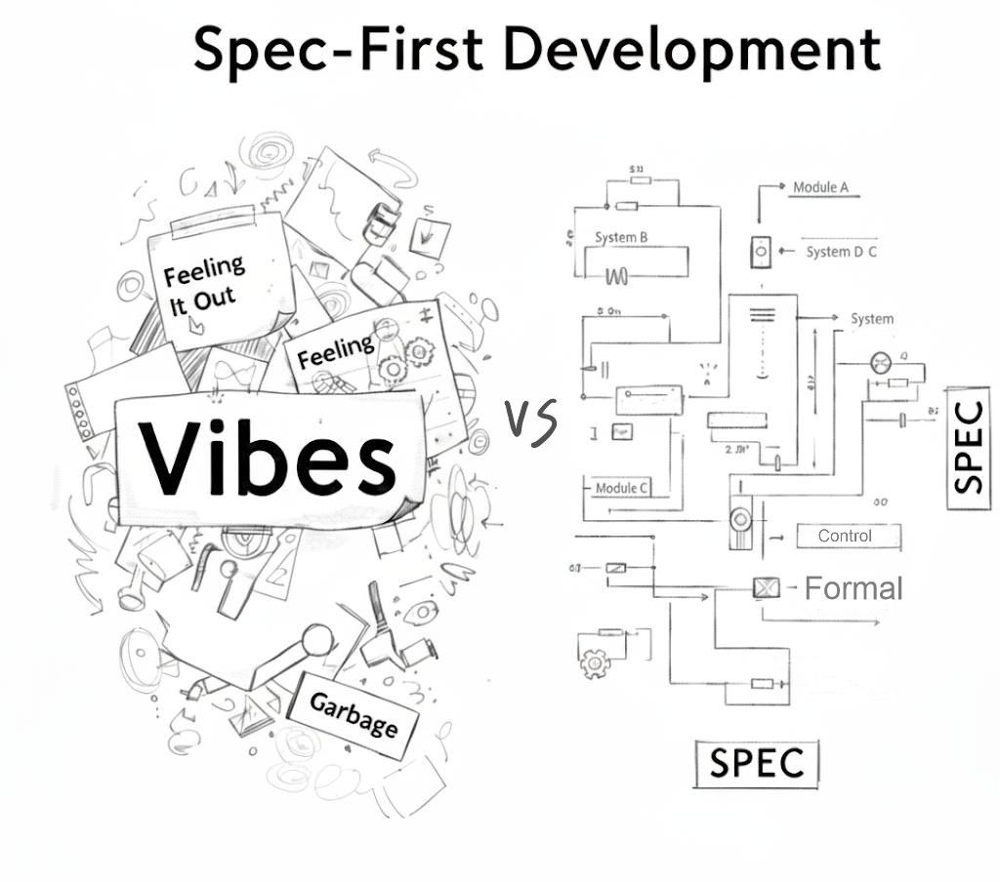 Spec-First Development
Feeling
It Out
Feeling
Vibes
Garbage
VS
Module A
System B
System D C
System
Module C
Control
Formal
SPEC
SPEC